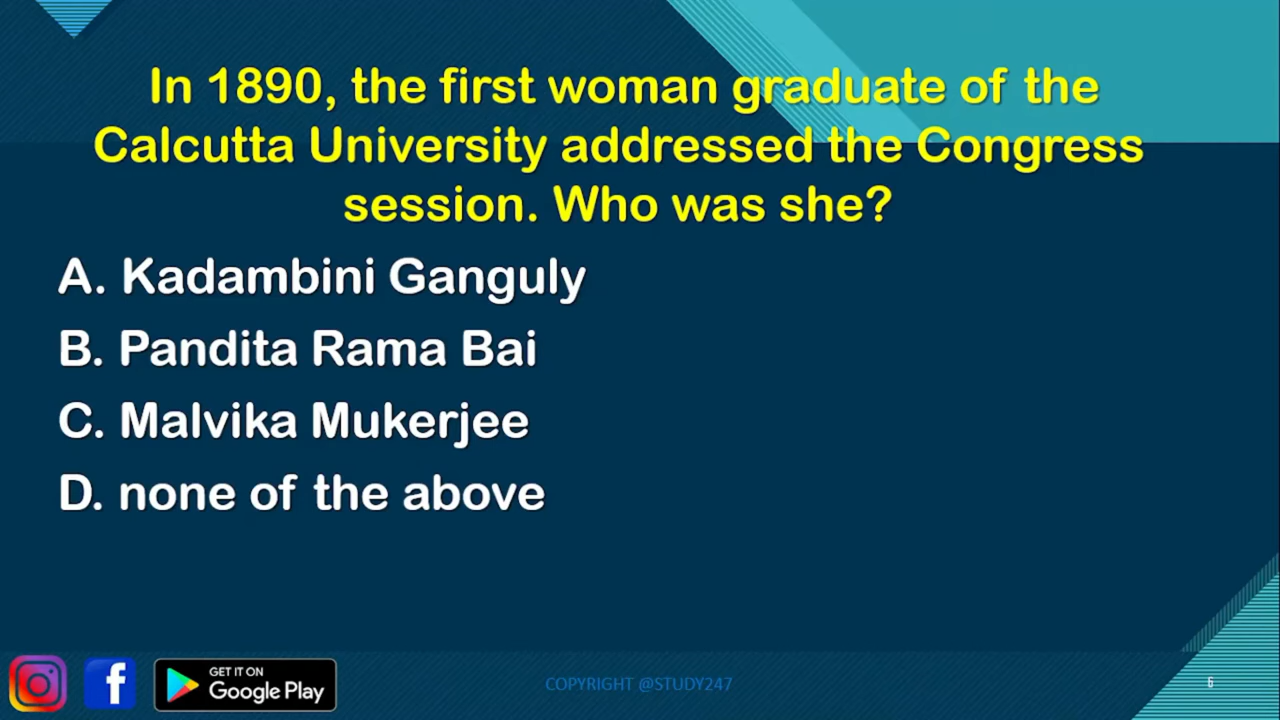 In 1890, the first woman graduate of the
Calcutta University addressed the Congress
session. Who was she?
A. Kadambini Ganguly
B. Pandita Rama Bai
C. Malvika Mukerjee
D. none of the above
f
GET IT ON
Google Play
COPYRIGHT @STUDY247
6